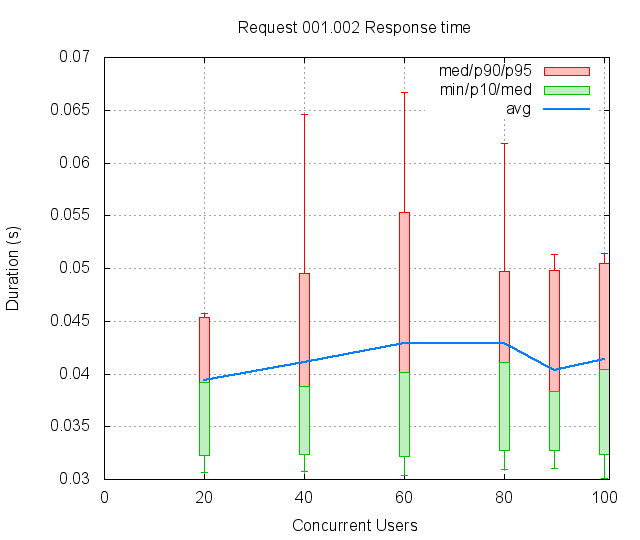 Request 001.002 Response time
med/p90/p95
min/p10/med
avg
0.07
0.065
0.06
0.055
0.05
0.045
0.04
0.035
0.03
Duration (s)
0 20 40 60 80 100
Concurrent Users